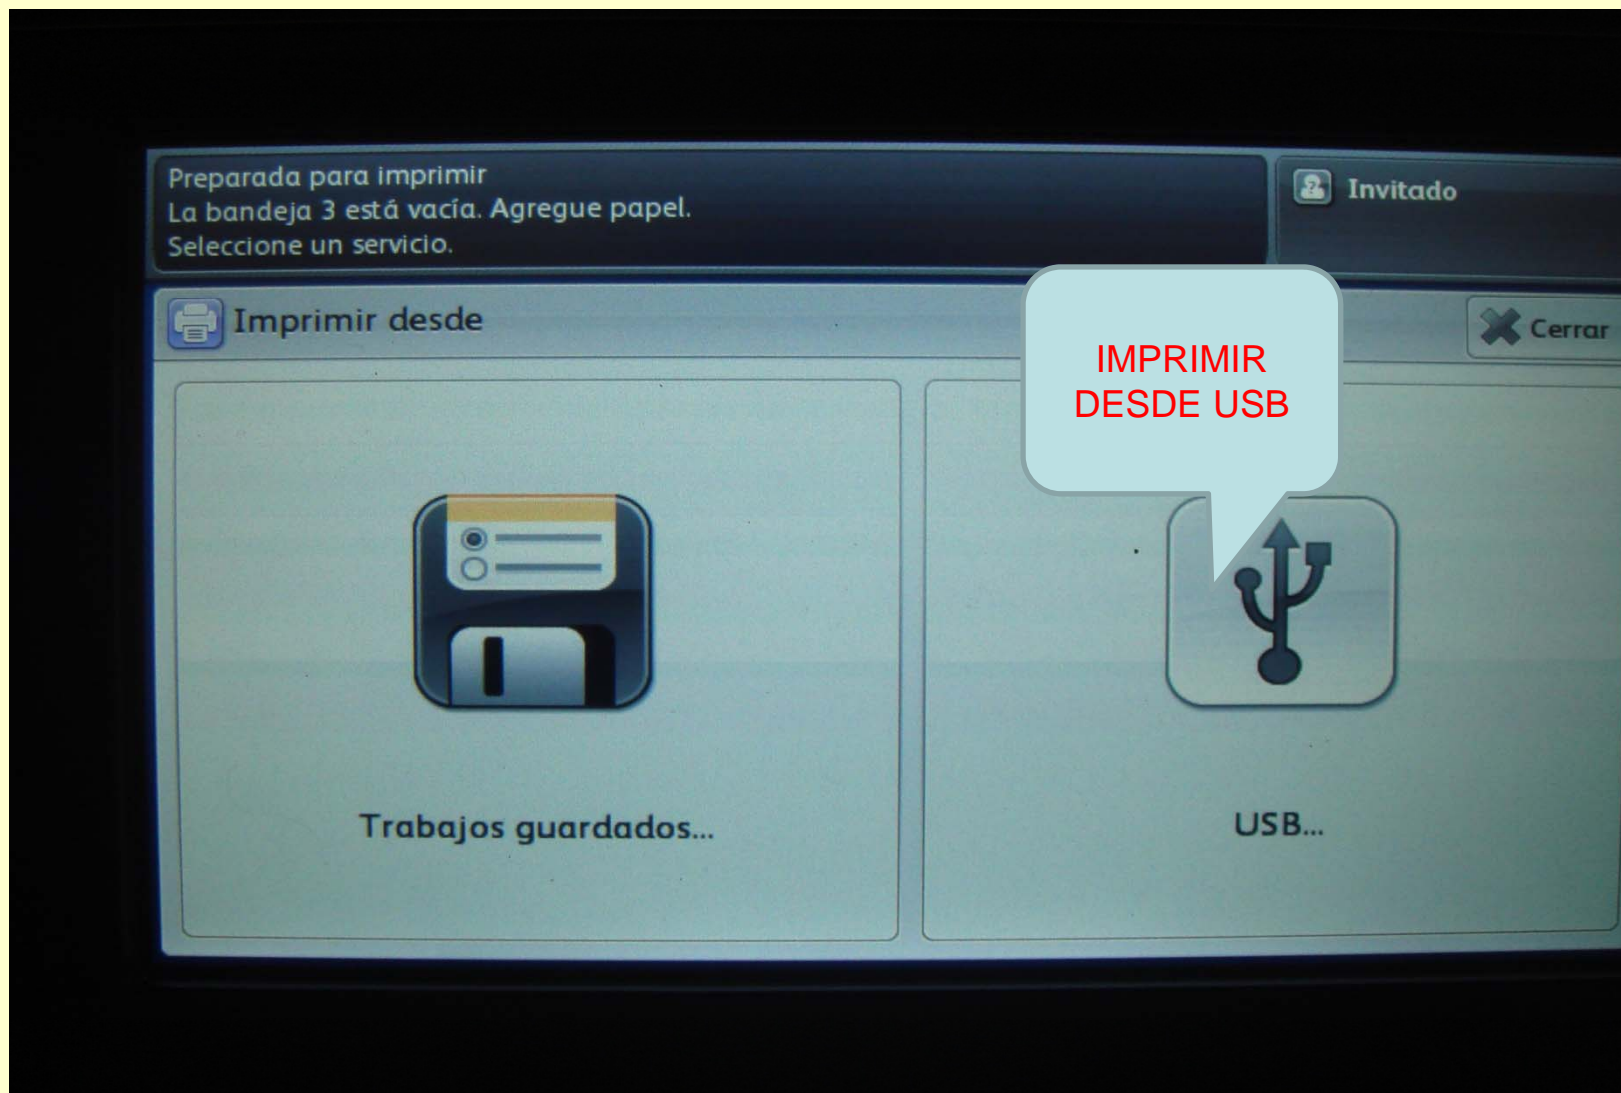 Preparada para imprimir
La bandeja 3 está vacía. Agregue papel.
Seleccione un servicio.
Invitado
Imprimir desde
Cerrar
IMPRIMIR
DESDE USB
Trabajos guardados...
USB...